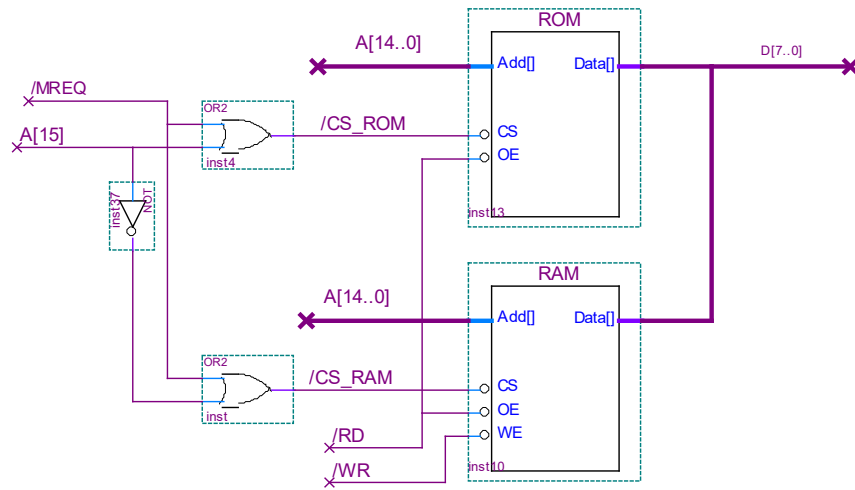 ROM
A[14..0]
D[7..0]
Add[]
Data[]
/MREQ
OR2
/CS_ROM
CS
A[15]
OE
inst4
inst37
NOT
inst13
RAM
A[14..0]
Add[]
Data[]
OR2
/CS_RAM
CS
OE
inst
/RD
WE
/WR
inst10